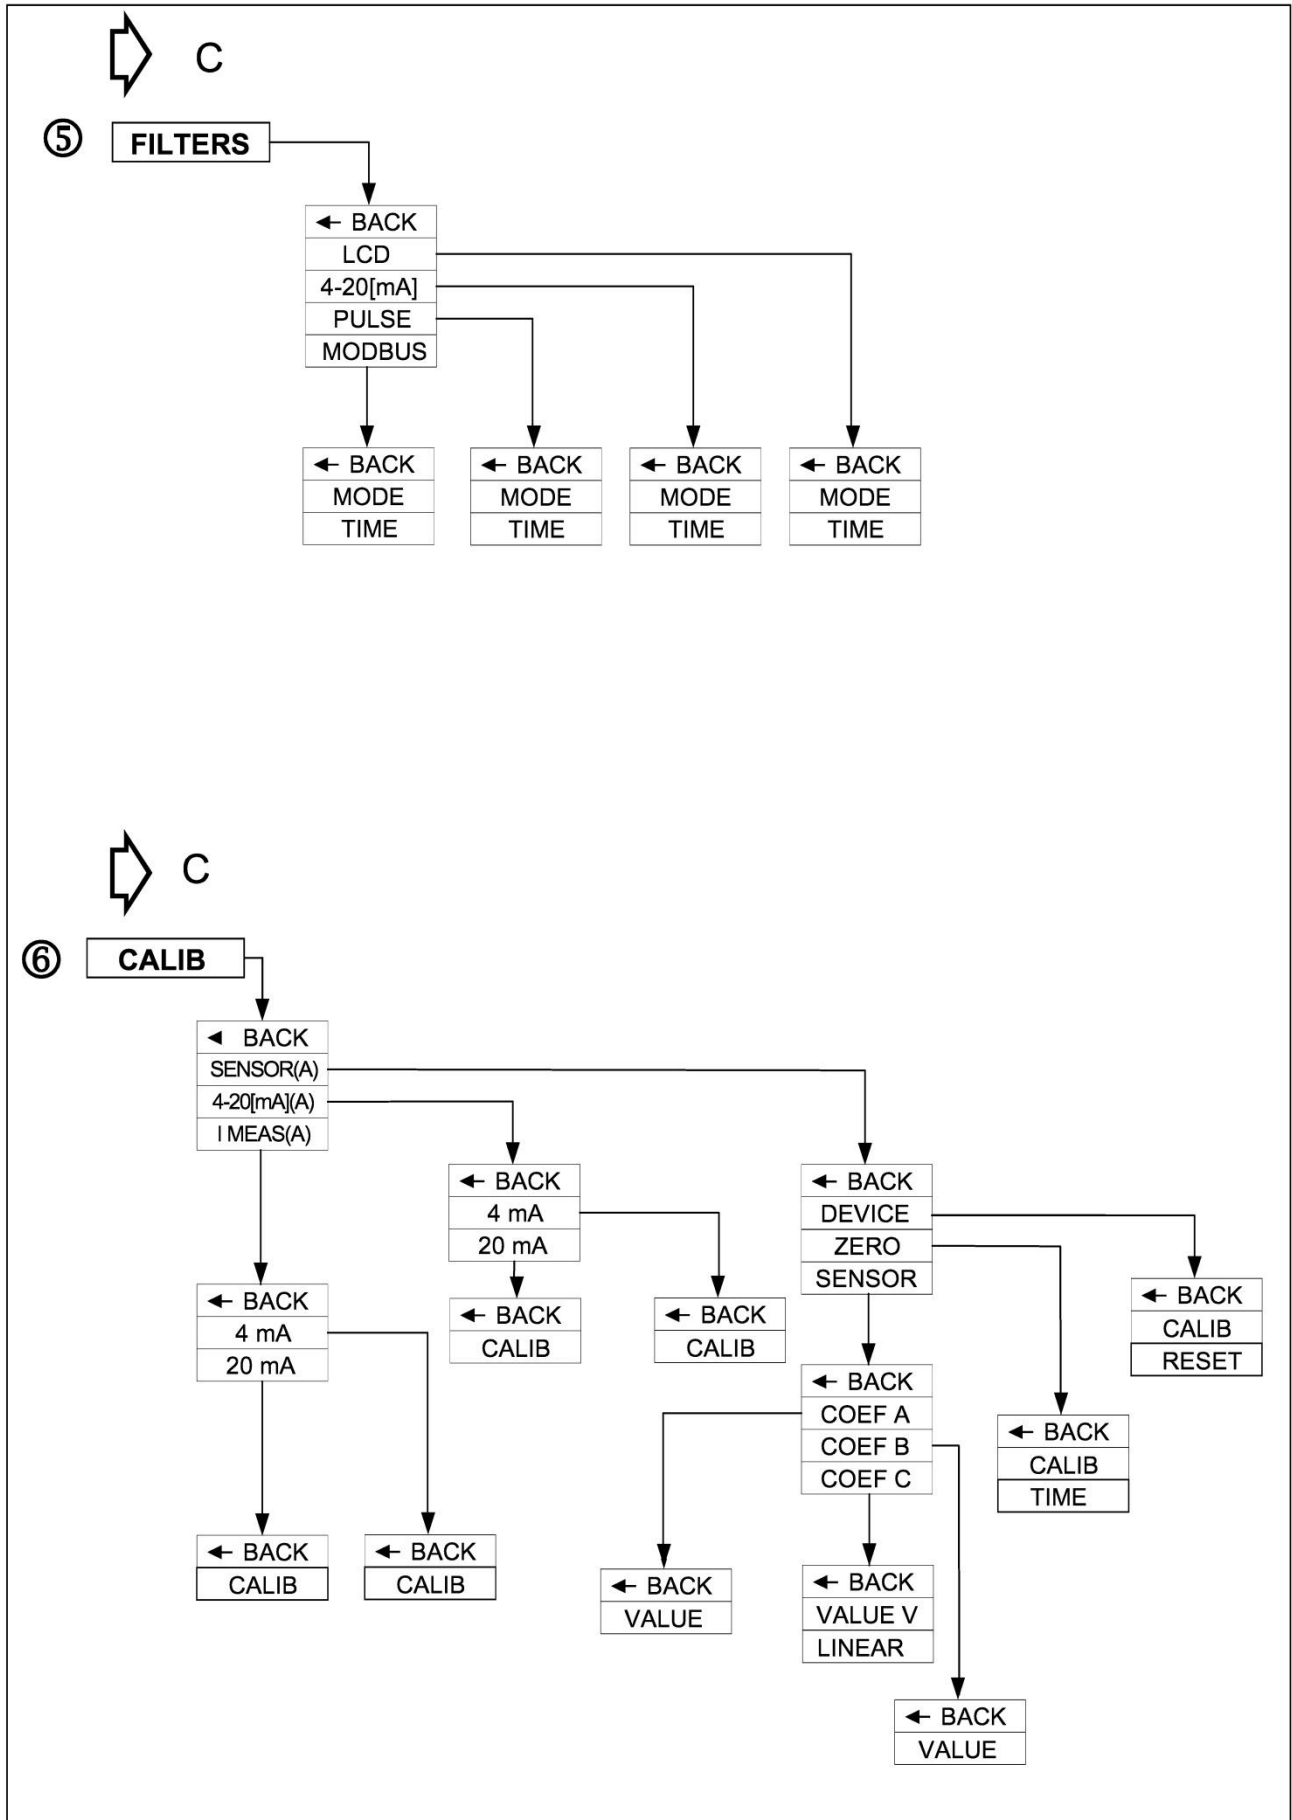 C
⑤ FILTERS
← BACK
LCD
4-20[mA]
PULSE
MODBUS
← BACK
MODE
TIME
← BACK
MODE
TIME
← BACK
MODE
TIME
← BACK
MODE
TIME
C
⑥ CALIB
◄ BACK
SENSOR(A)
4-20[mA](A)
I MEAS(A)
← BACK
4 mA
20 mA
← BACK
CALIB
← BACK
CALIB
← BACK
DEVICE
ZERO
SENSOR
← BACK
CALIB
RESET
← BACK
4 mA
20 mA
← BACK
COEF A
COEF B
COEF C
← BACK
CALIB
TIME
← BACK
CALIB
← BACK
CALIB
← BACK
VALUE
← BACK
VALUE V
LINEAR
← BACK
VALUE